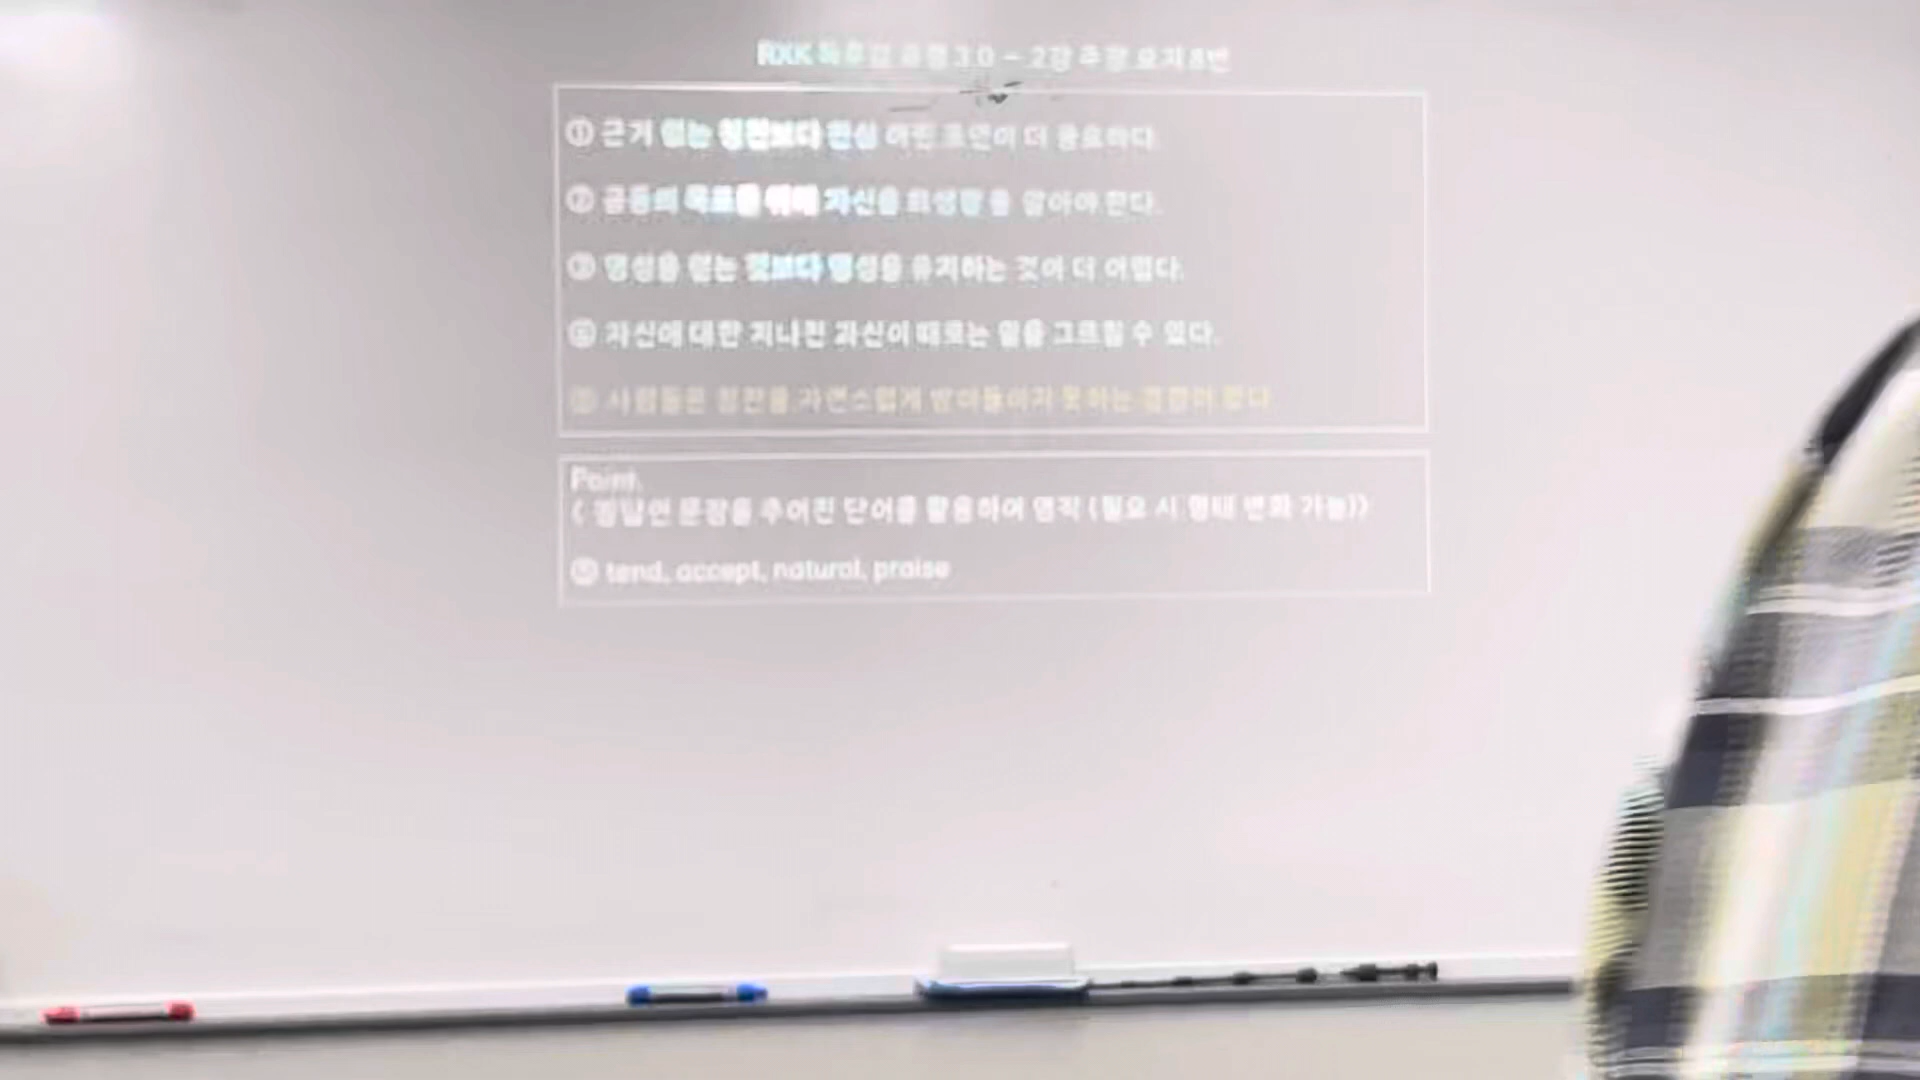 RXK 3.0 - 2강 주장 요지 8번
① 근거 없는 칭찬보다 관심 어린 조언이 더 중요하다.
② 공동의 목표를 위해 자신을 희생할 줄 알아야 한다.
③ 명성을 얻는 것보다 명성을 유지하는 것이 더 어렵다.
④ 자신에 대한 지나친 과신이 때로는 일을 그르칠 수 있다.
⑤ 사람들은 칭찬을 자연스럽게 받아들이지 못하는 경향이 있다.
Point.
< 정답인 문장을 주어진 단어를 활용하여 영작 (필요 시 형태 변화 가능)>
⑤ tend, accept, natural, praise